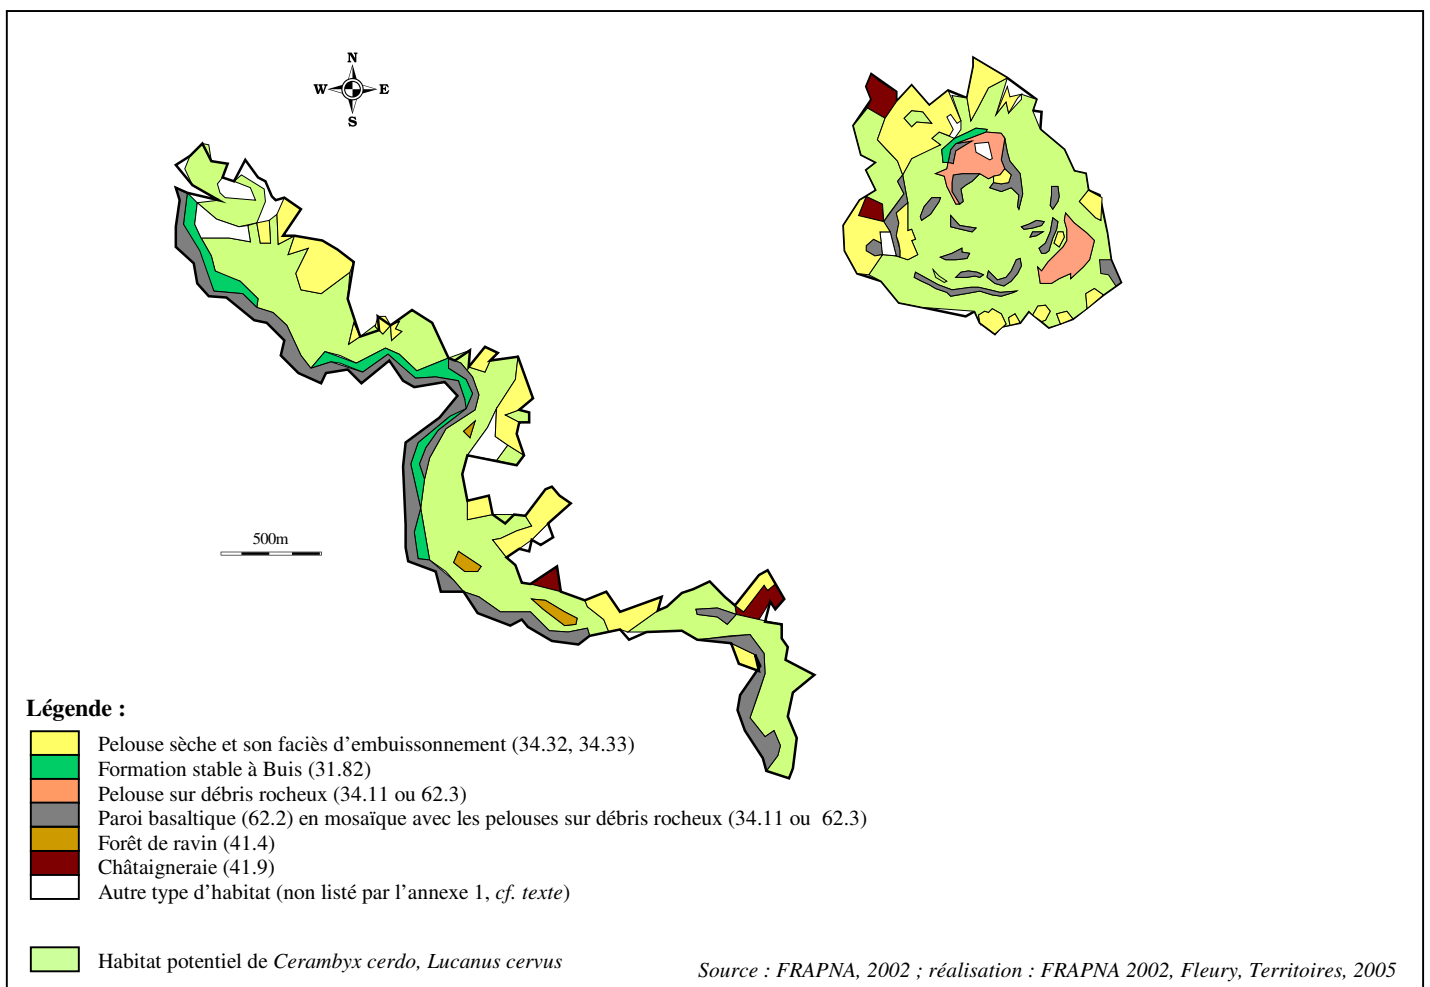 N
W E
S
500m
Légende :
Pelouse sèche et son faciès d'embuissonnement (34.32, 34.33)
Formation stable à Buis (31.82)
Pelouse sur débris rocheux (34.11 ou 62.3)
Paroi basaltique (62.2) en mosaïque avec les pelouses sur débris rocheux (34.11 ou 62.3)
Forêt de ravin (41.4)
Châtaigneraie (41.9)
Autre type d'habitat (non listé par l'annexe 1, cf. texte)
Habitat potentiel de Cerambyx cerdo, Lucanus cervus
Source : FRAPNA, 2002 ; réalisation : FRAPNA 2002, Fleury, Territoires, 2005